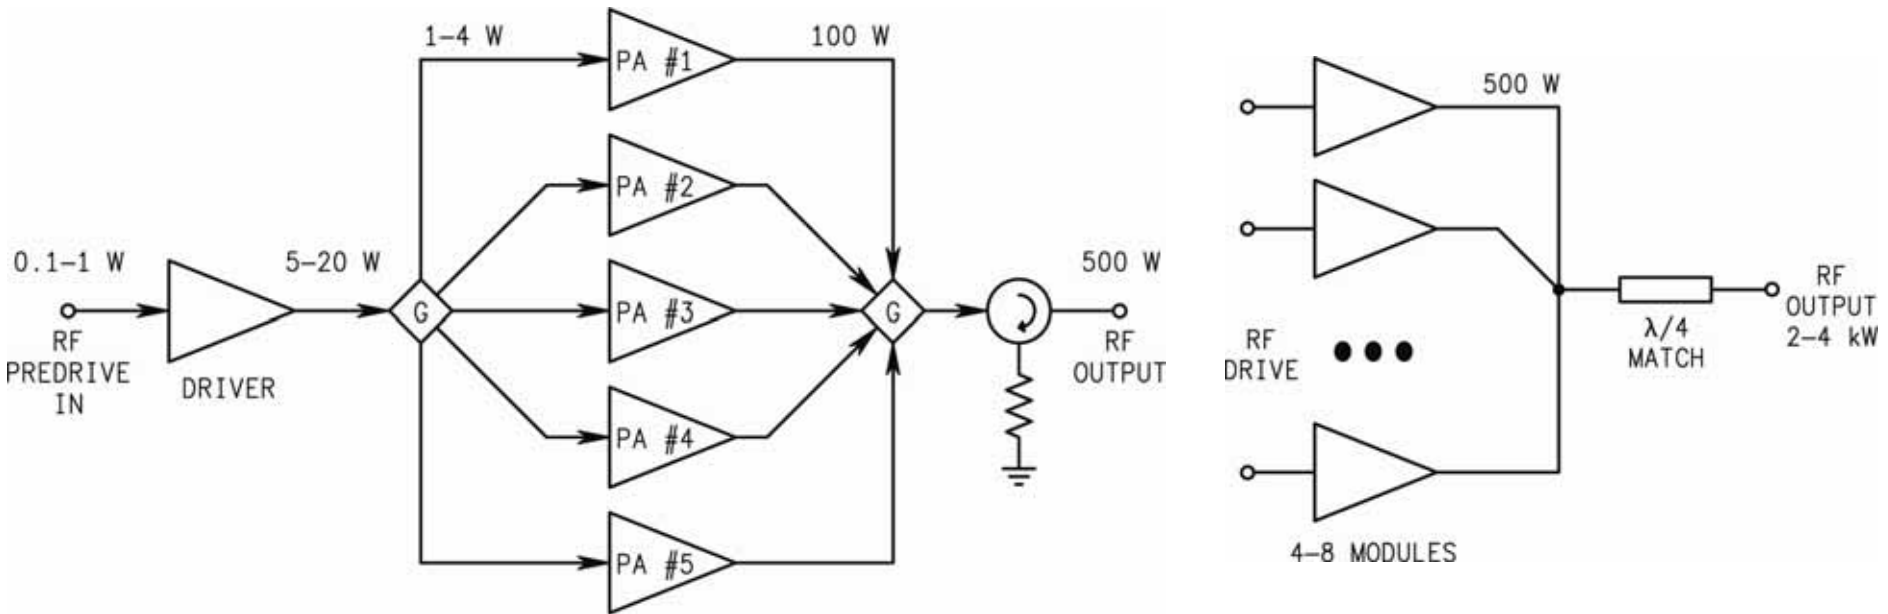 1–4 W
PA #1
100 W
PA #2
0.1–1 W
5–20 W
G
PA #3
G
500 W
RF
PREDRIVE
IN
DRIVER
RF
OUTPUT
PA #4
PA #5
500 W
RF
DRIVE
λ/4
MATCH
RF
OUTPUT
2–4 kW
4–8 MODULES